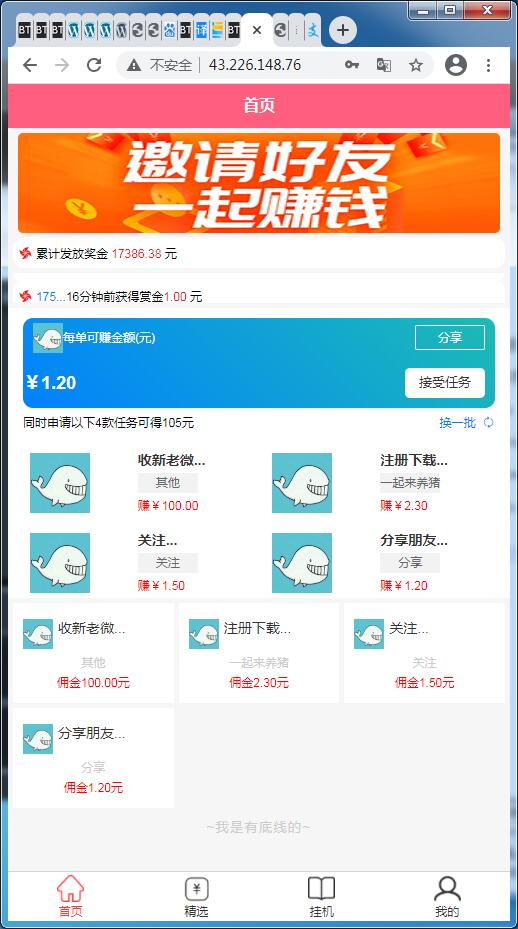 BT
BT
BT
译
BT
支
不安全
43.226.148.76
首页
邀请好友
一起赚钱
累计发放奖金 17386.38 元
175...16分钟前获得赏金1.00 元
每单可赚金额(元)
分享
￥1.20
接受任务
同时申请以下4款任务可得105元
换一批
收新老微...
其他
赚￥100.00
注册下载...
一起来养猪
赚￥2.30
关注...
关注
赚￥1.50
分享朋友...
分享
赚￥1.20
收新老微...
其他
佣金100.00元
注册下载...
一起来养猪
佣金2.30元
关注...
关注
佣金1.50元
分享朋友...
分享
佣金1.20元
~我是有底线的~
首页
精选
挂机
我的